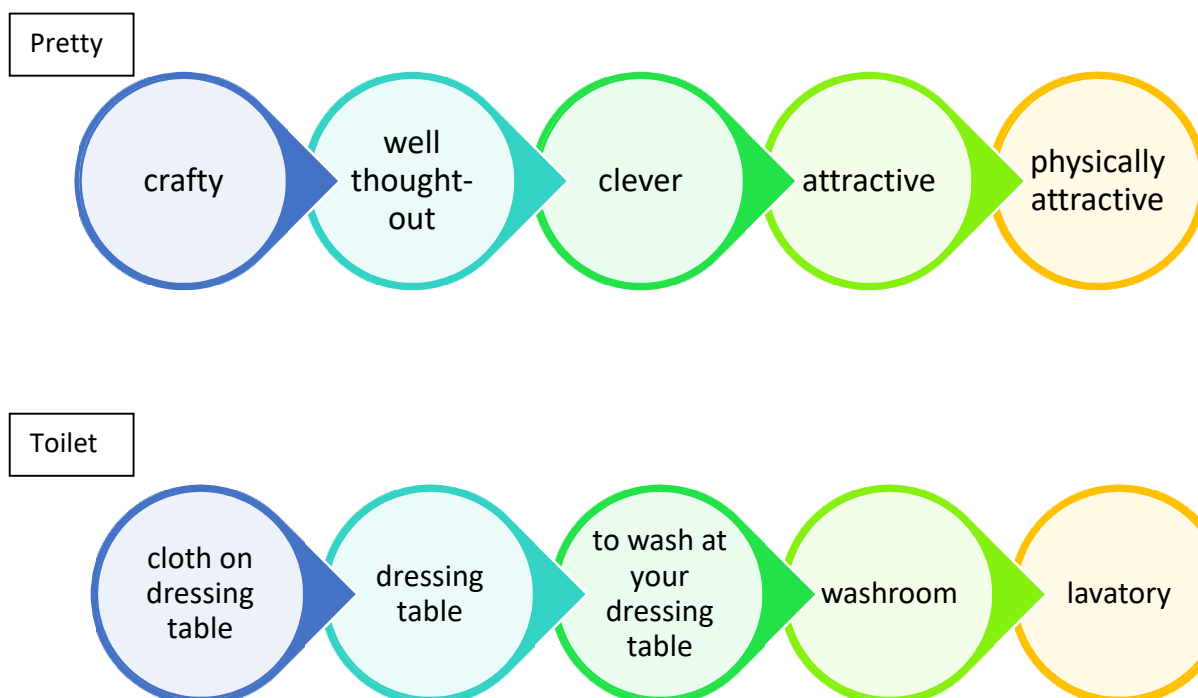 Pretty
crafty
well
thought-
out
clever
attractive
physically
attractive
Toilet
cloth on
dressing
table
dressing
table
to wash at
your
dressing
table
washroom
lavatory